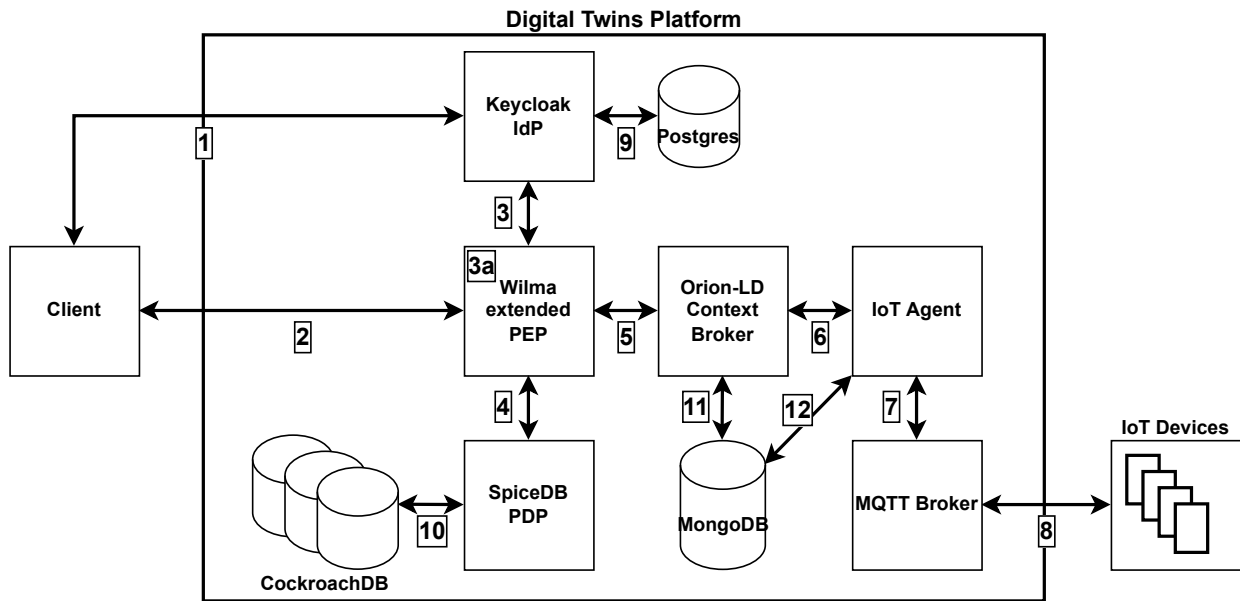 Digital Twins Platform
Keycloak
IdP
Postgres
1
9
3
Client
3a
Wilma
extended
PEP
Orion-LD
Context
Broker
IoT Agent
2
5
6
4
11
12
7
IoT Devices
SpiceDB
PDP
MongoDB
MQTT Broker
10
8
CockroachDB